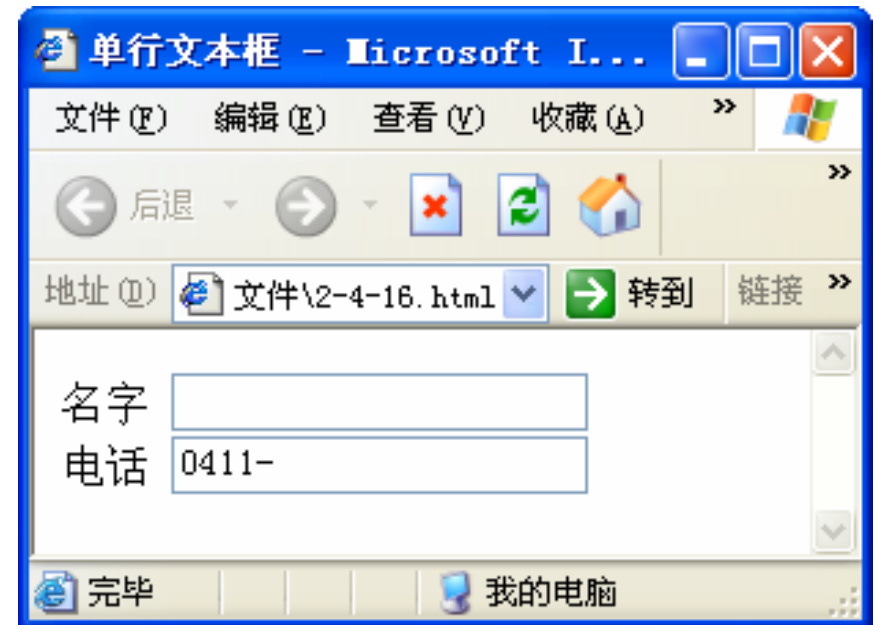 单行文本框 - Microsoft I...
文件(F) 编辑(E) 查看(V) 收藏(A) »
后退 »
地址(D) 文件\2-4-16.html 转到 链接 »
名字
电话 0411-
完毕 我的电脑